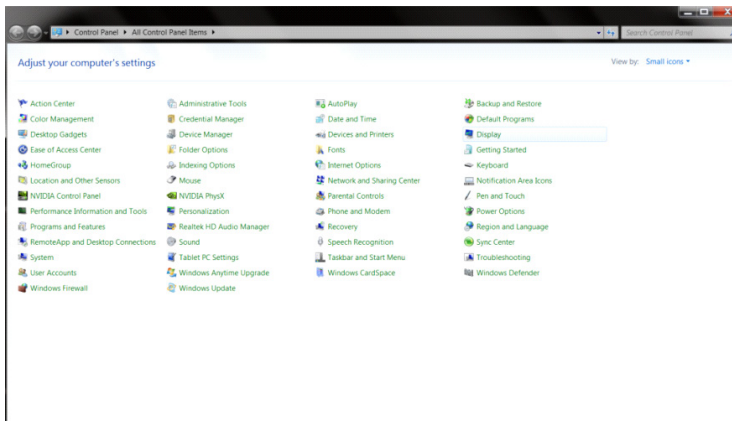 Control Panel ▸ All Control Panel Items ▸
Search Control Panel
Adjust your computer's settings
View by: Small icons
Action Center
Administrative Tools
AutoPlay
Backup and Restore
Color Management
Credential Manager
Date and Time
Default Programs
Desktop Gadgets
Device Manager
Devices and Printers
Display
Ease of Access Center
Folder Options
Fonts
Getting Started
HomeGroup
Indexing Options
Internet Options
Keyboard
Location and Other Sensors
Mouse
Network and Sharing Center
Notification Area Icons
NVIDIA Control Panel
NVIDIA PhysX
Parental Controls
Pen and Touch
Performance Information and Tools
Personalization
Phone and Modem
Power Options
Programs and Features
Realtek HD Audio Manager
Recovery
Region and Language
RemoteApp and Desktop Connections
Sound
Speech Recognition
Sync Center
System
Tablet PC Settings
Taskbar and Start Menu
Troubleshooting
User Accounts
Windows Anytime Upgrade
Windows CardSpace
Windows Defender
Windows Firewall
Windows Update